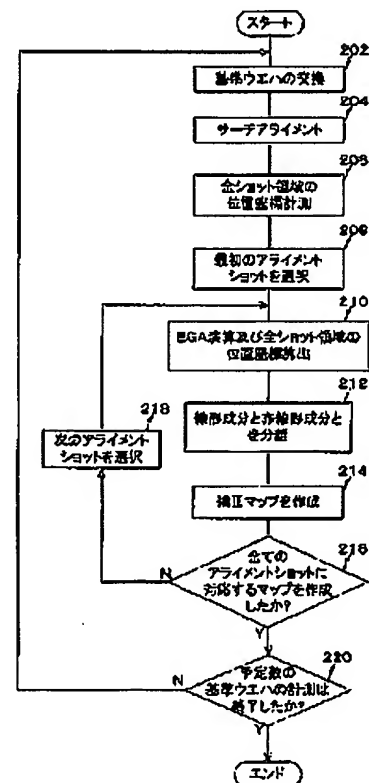 スタート
202
基準ウエハの交換
204
サーチアライメント
208
全ショット領域の
位置座標計測
206
最初のアライメント
ショットを選択
210
EGA演算及び全ショット領域の
位置座標算出
212
線形成分と非線形成分と
を分離
218
次のアライメント
ショットを選択
214
補正マップを作成
216
全ての
アライメントショットに
対応するマップを作成
したか?
N
Y
220
予定数の
基準ウエハの計測は
終了したか?
N
Y
エンド